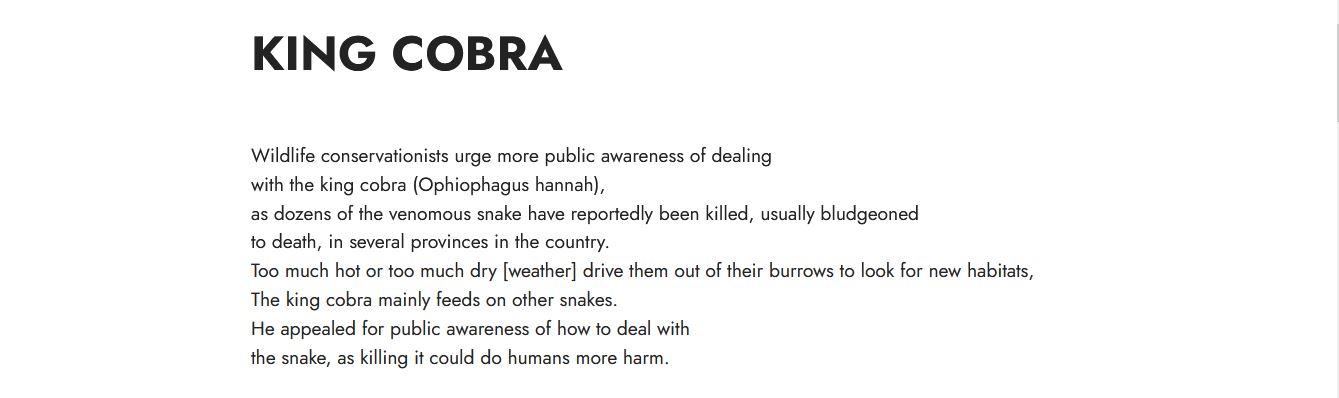 KING COBRA
Wildlife conservationists urge more public awareness of dealing
with the king cobra (Ophiophagus hannah),
as dozens of the venomous snake have reportedly been killed, usually bludgeoned
to death, in several provinces in the country.
Too much hot or too much dry [weather] drive them out of their burrows to look for new habitats,
The king cobra mainly feeds on other snakes.
He appealed for public awareness of how to deal with
the snake, as killing it could do humans more harm.